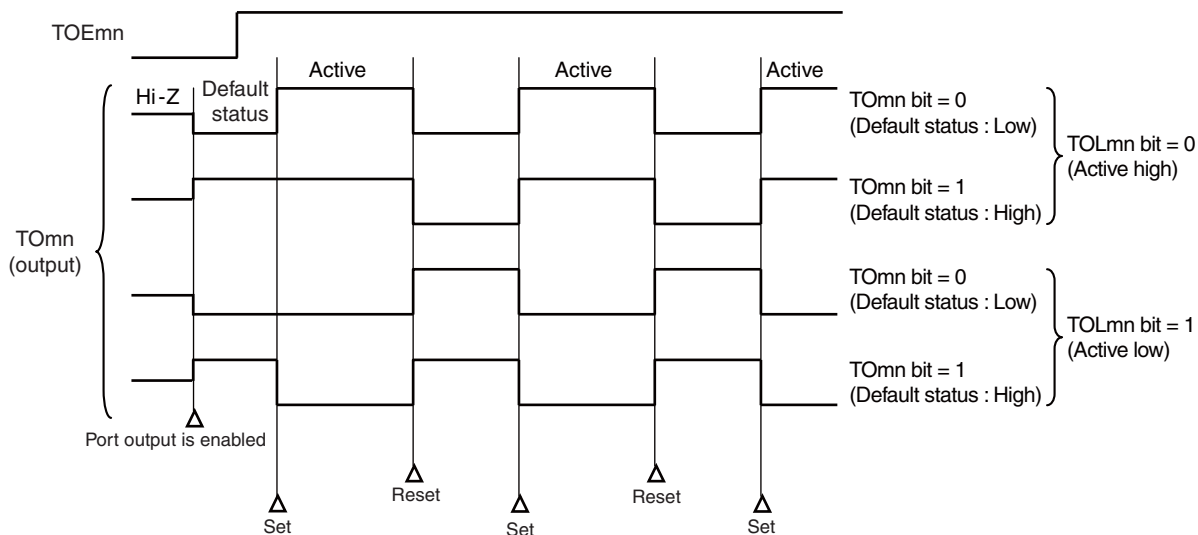 TOEmn
Active
Active
Active
Hi-Z
Default
status
TOmn bit = 0
(Default status : Low)
TOLmn bit = 0
(Active high)
TOmn bit = 1
(Default status : High)
TOmn
(output)
TOmn bit = 0
(Default status : Low)
TOLmn bit = 1
(Active low)
TOmn bit = 1
(Default status : High)
Port output is enabled
Reset
Reset
Set
Set
Set